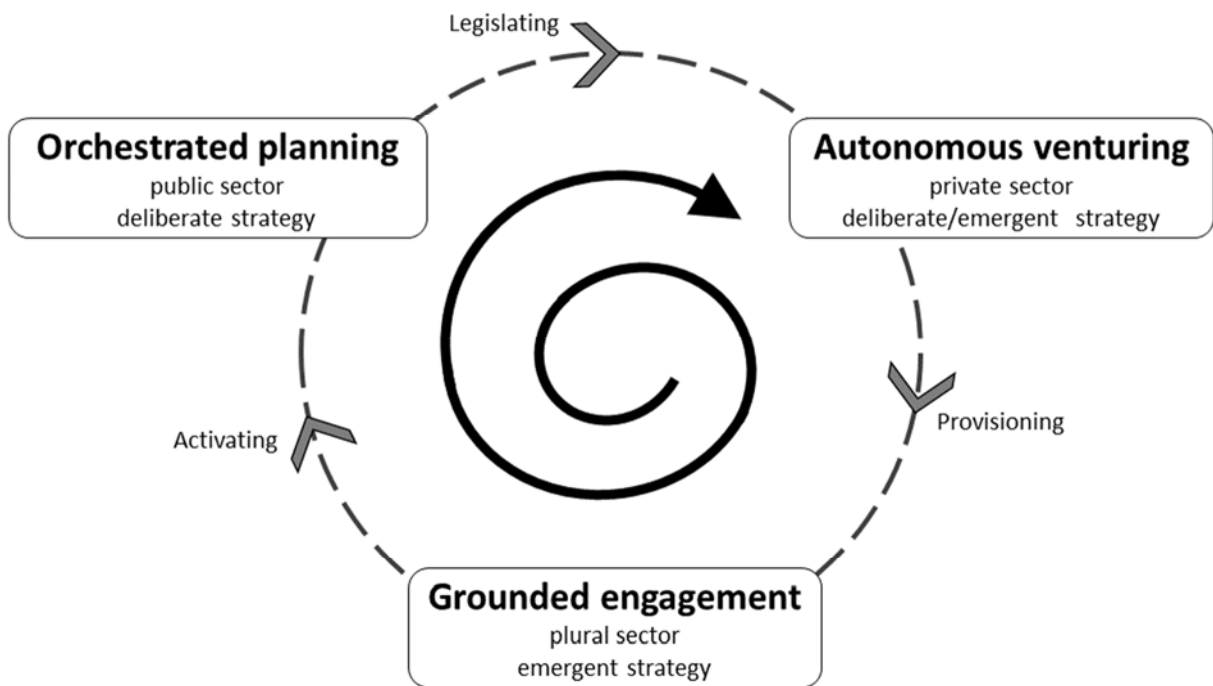 Legislating
Orchestrated planning
public sector
deliberate strategy
Autonomous venturing
private sector
deliberate/emergent strategy
Activating
Provisioning
Grounded engagement
plural sector
emergent strategy